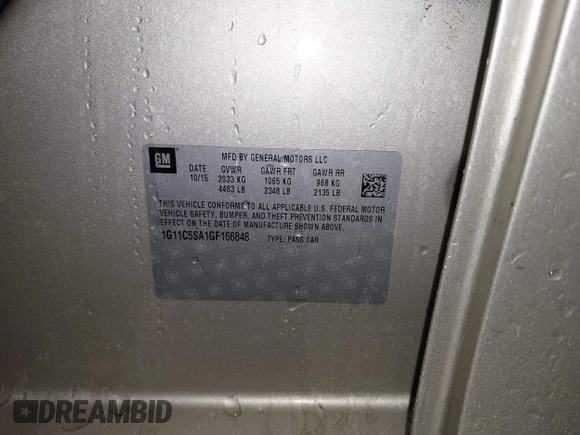 GM
MFD BY GENERAL MOTORS LLC
DATE GVWR GAWR FRT GAWR RR
10/15 2033 KG 1065 KG 968 KG
4483 LB 2348 LB 2135 LB
THIS VEHICLE CONFORMS TO ALL APPLICABLE U.S. FEDERAL MOTOR
VEHICLE SAFETY, BUMPER, AND THEFT PREVENTION STANDARDS IN
EFFECT ON THE DATE OF MANUFACTURE SHOWN ABOVE.
1G11C5SA1GF166848 TYPE: PASS CAR
DREAMBID